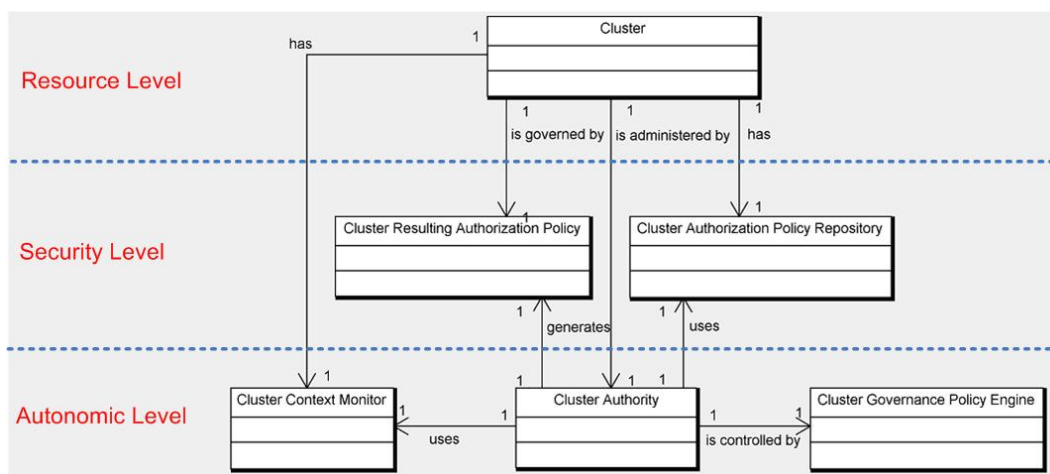 Cluster
1
has
Resource Level
1
1
1
is governed by
is administered by
has
1
1
Cluster Resulting Authorization Policy
Cluster Authorization Policy Repository
Security Level
1
generates
1
uses
1
1
1
1
Cluster Context Monitor
Cluster Authority
Cluster Governance Policy Engine
Autonomic Level
1
1
1
1
uses
is controlled by